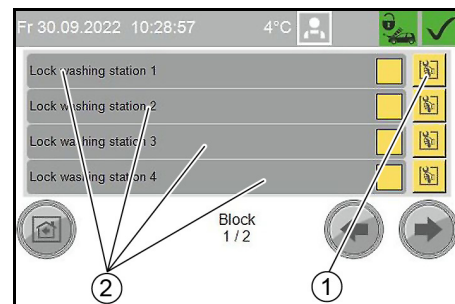 Fr 30.09.2022 10:28:57 4°C
Lock washing station 1
Lock washing station 2
Lock washing station 3
Lock washing station 4
Block
1 / 2
2
1